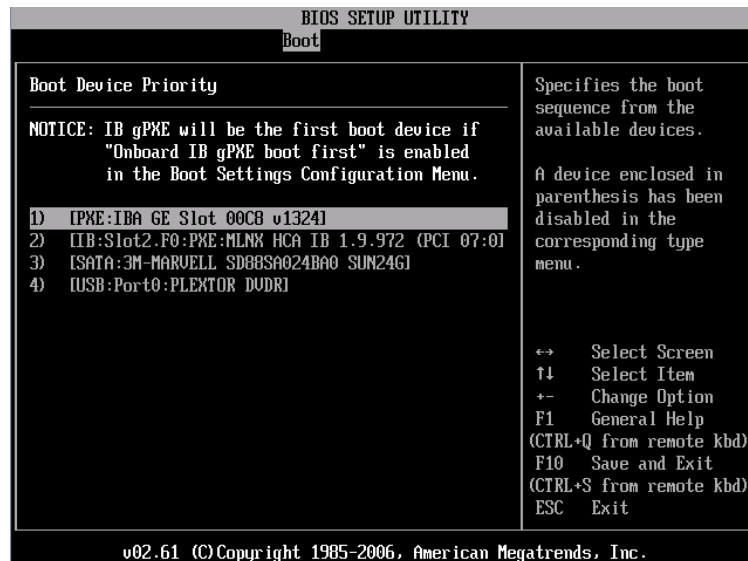 BIOS SETUP UTILITY
Boot
Boot Device Priority
NOTICE: IB gPXE will be the first boot device if
"Onboard IB gPXE boot first" is enabled
in the Boot Settings Configuration Menu.
1) [PXE:IBA GE Slot 00C8 v1324]
2) [IB:Slot2.F0:PXE:MLNX HCA IB 1.9.972 (PCI 07:0]
3) [SATA:3M-MARVELL SD88SA024BA0 SUN24G]
4) [USB:Port0:PLEXTOR DVDR]
Specifies the boot
sequence from the
available devices.
A device enclosed in
parenthesis has been
disabled in the
corresponding type
menu.
↔ Select Screen
↑↓ Select Item
+- Change Option
F1 General Help
(CTRL+Q from remote kbd)
F10 Save and Exit
(CTRL+S from remote kbd)
ESC Exit
v02.61 (C)Copyright 1985-2006, American Megatrends, Inc.